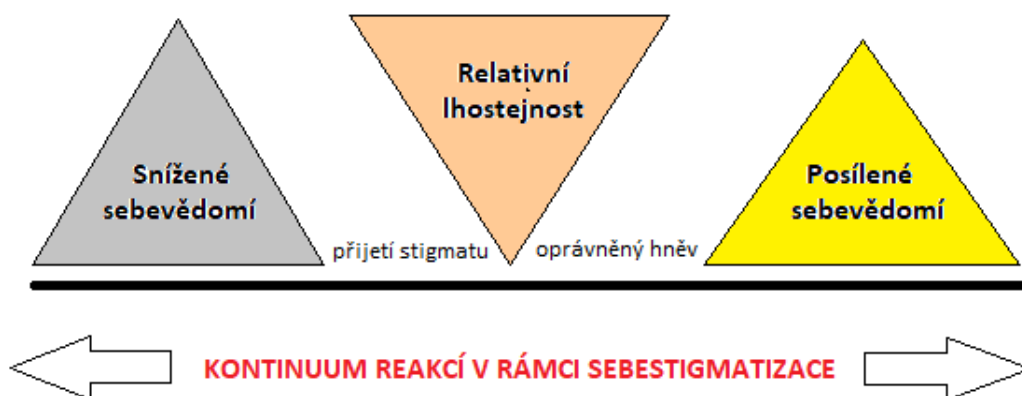 Relativní
lhostejnost
Snížené
sebevědomí
Posílené
sebevědomí
přijetí stigmatu
oprávněný hněv
KONTINUUM REAKCÍ V RÁMCI SEBESTIGMATIZACE